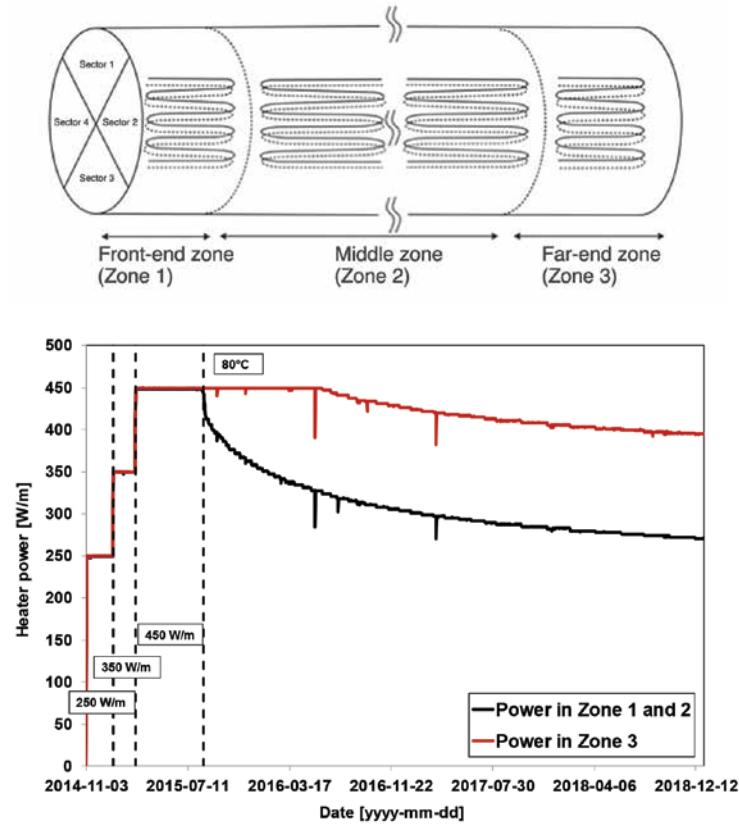 Sector 1
Sector 4
Sector 2
Sector 3
Front-end zone
(Zone 1)
Middle zone
(Zone 2)
Far-end zone
(Zone 3)
500
450
400
350
300
250
200
150
100
50
0
Heater power [W/m]
80°C
450 W/m
350 W/m
250 W/m
Power in Zone 1 and 2
Power in Zone 3
2014-11-03
2015-07-11
2016-03-17
2016-11-22
2017-07-30
2018-04-06
2018-12-12
Date [yyyy-mm-dd]